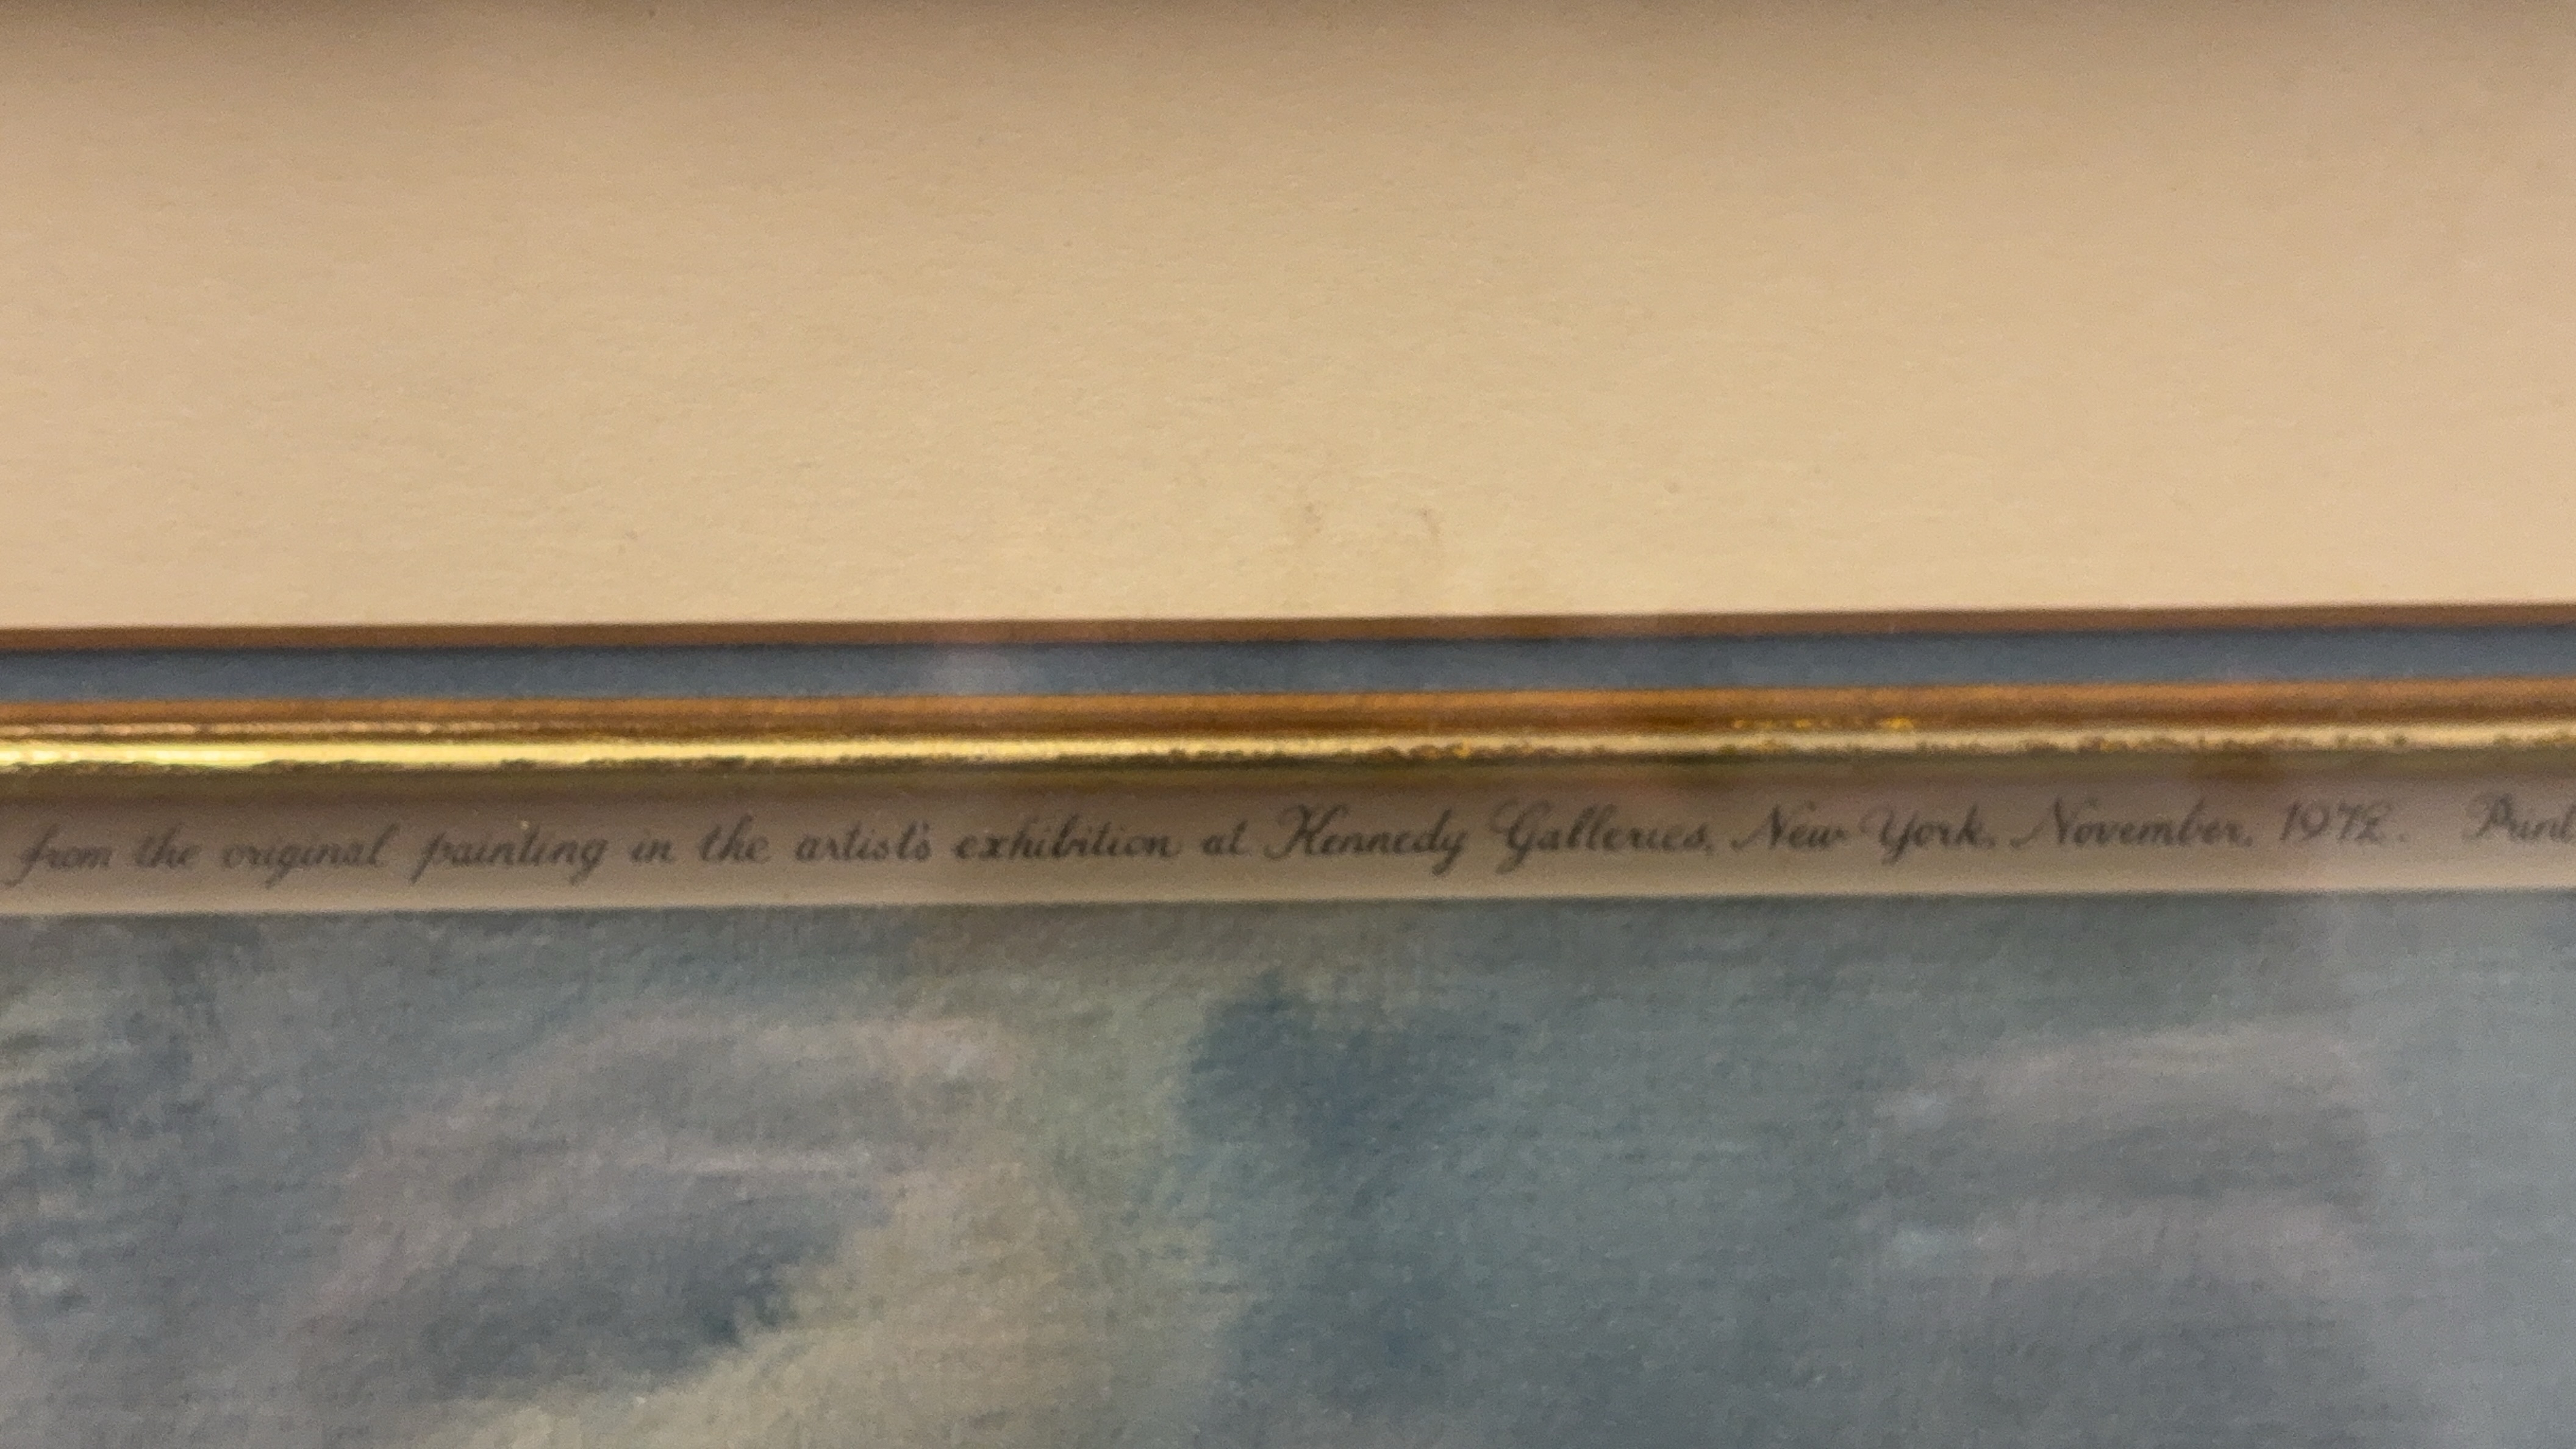 from the original painting in the artist's exhibition at Kennedy Galleries, New York, November, 1972.